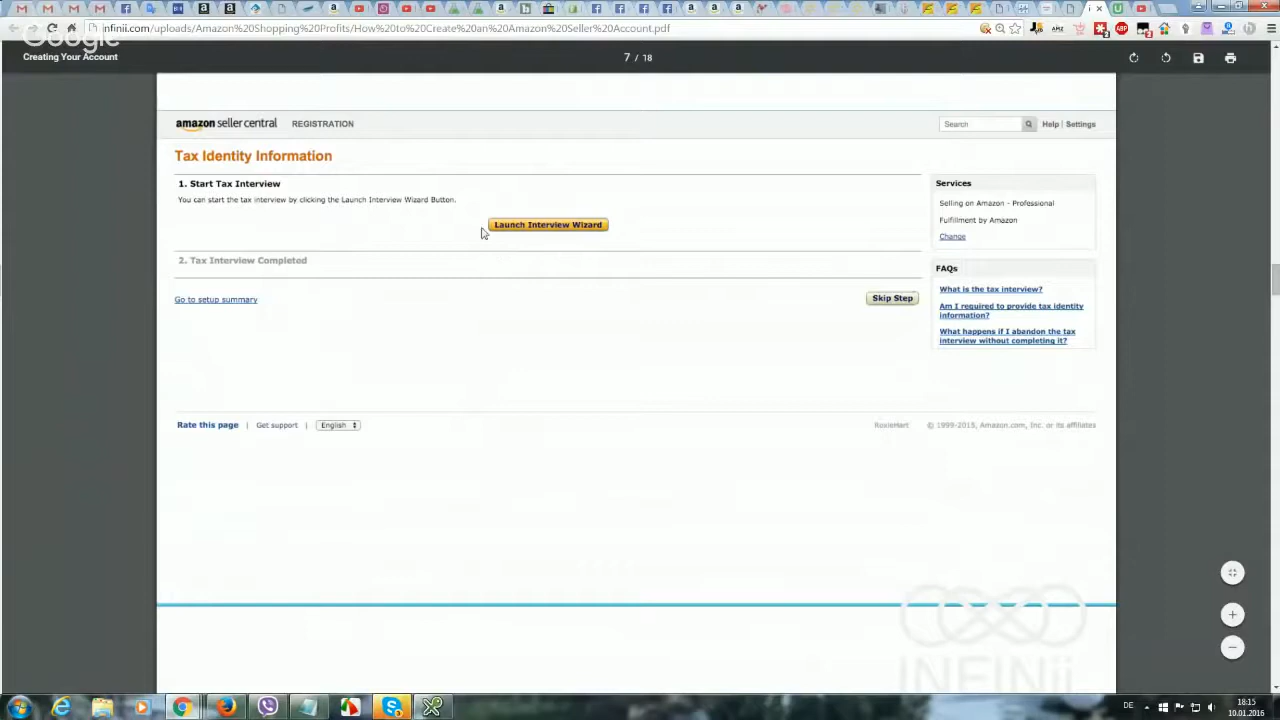 infinii.com/uploads/Amazon%20Shopping%20Profits/How%20to%20Create%20an%20Amazon%20Seller%20Account.pdf
Google
Creating Your Account
7 / 18
amazon seller central
REGISTRATION
Search
Help | Settings
Tax Identity Information
1. Start Tax Interview
You can start the tax interview by clicking the Launch Interview Wizard Button.
Launch Interview Wizard
2. Tax Interview Completed
Go to setup summary
Skip Step
Services
Selling on Amazon - Professional
Fulfillment by Amazon
Change
FAQs
What is the tax interview?
Am I required to provide tax identity
information?
What happens if I abandon the tax
interview without completing it?
Rate this page | Get support | English
RoxieHart © 1999-2015, Amazon.com, Inc. or its affiliates
INFINii
DE
18:15
10.01.2016